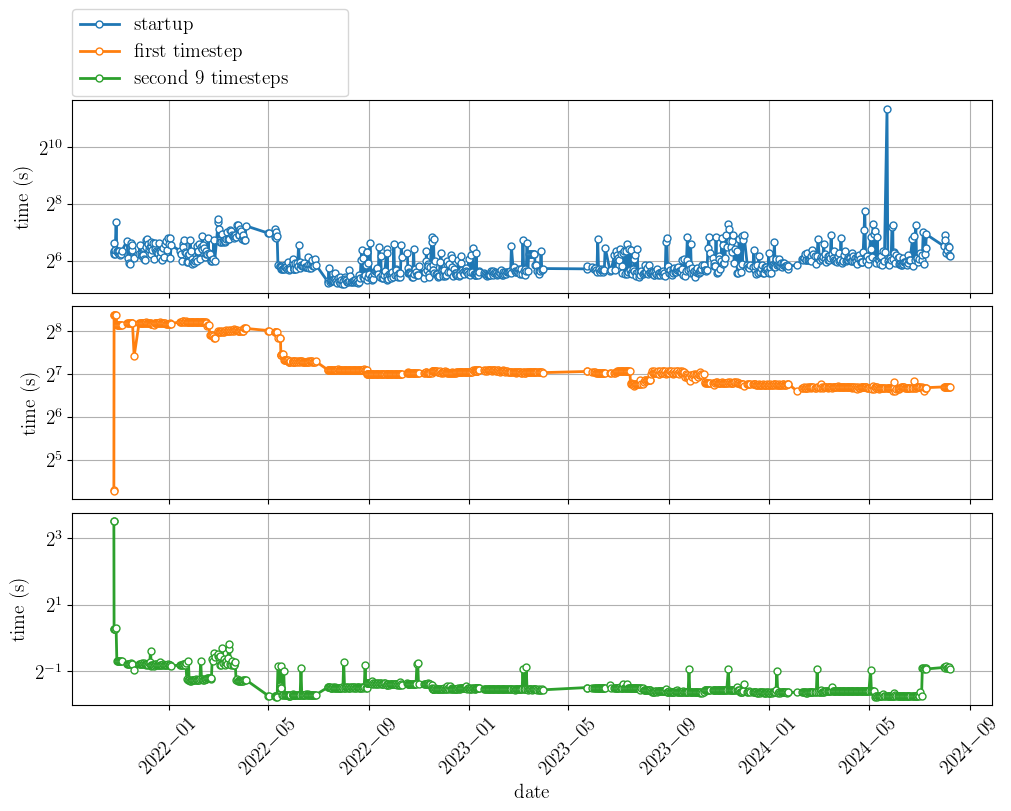 startup
first timestep
second 9 timesteps
time (s)
2^10
2^8
2^6
time (s)
2^8
2^7
2^6
2^5
time (s)
2^3
2^1
2^−1
2022−01
2022−05
2022−09
2023−01
2023−05
2023−09
2024−01
2024−05
2024−09
date